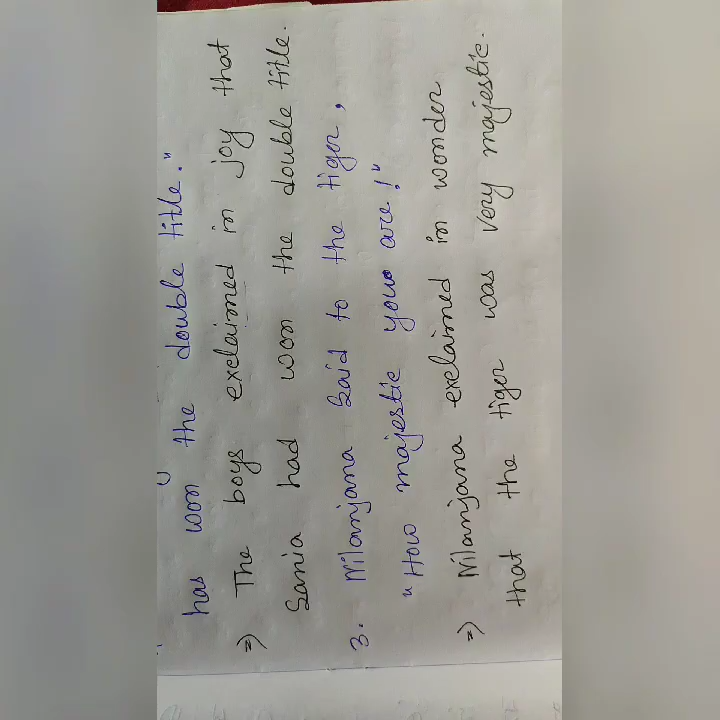 has won the double title."
=) The boys exclaimed in joy that
Sania had won the double title.
3. Nilanjana said to the tiger,
"How majestic you are!"
=) Nilanjana exclaimed in wonder
that the tiger was very majestic.